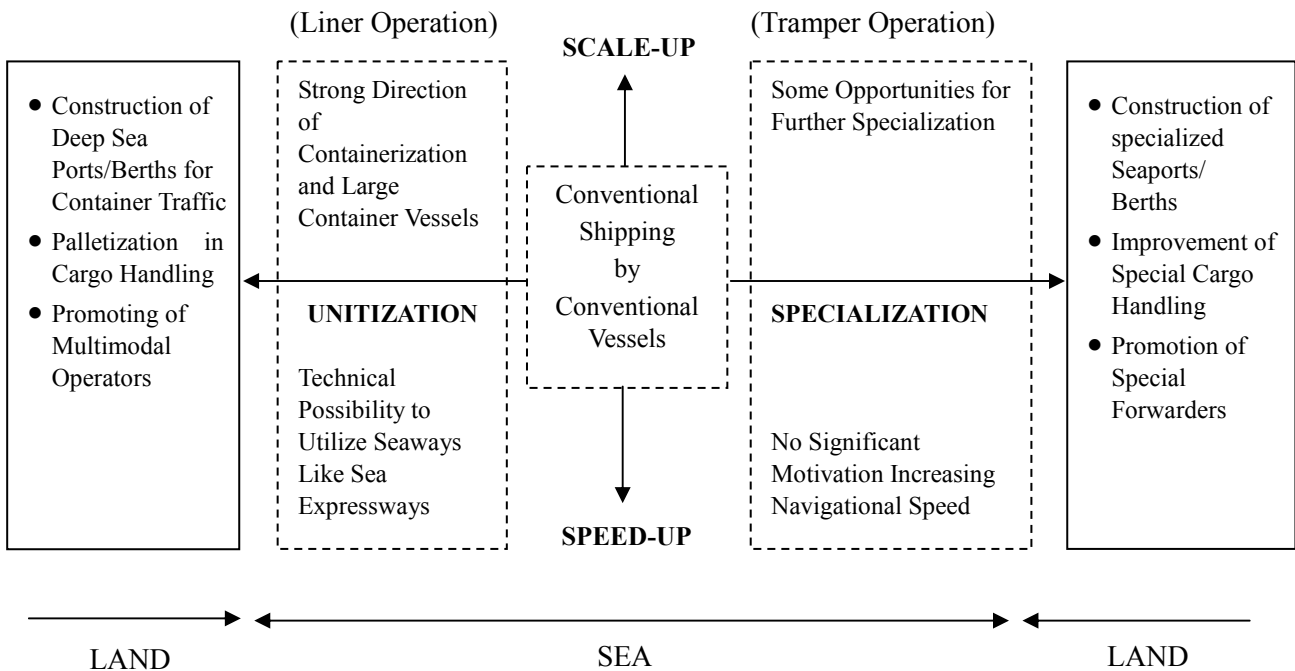 (Liner Operation)
(Tramper Operation)
SCALE-UP
● Construction of
Deep Sea
Ports/Berths for
Container Traffic
● Palletization in
Cargo Handling
● Promoting of
Multimodal
Operators
Strong Direction
of
Containerization
and Large
Container Vessels
UNITIZATION
Technical
Possibility to
Utilize Seaways
Like Sea
Expressways
Conventional
Shipping
by
Conventional
Vessels
SPEED-UP
Some Opportunities for
Further Specialization
SPECIALIZATION
No Significant
Motivation Increasing
Navigational Speed
● Construction of
specialized
Seaports/
Berths
● Improvement of
Special Cargo
Handling
● Promotion of
Special
Forwarders
LAND
SEA
LAND